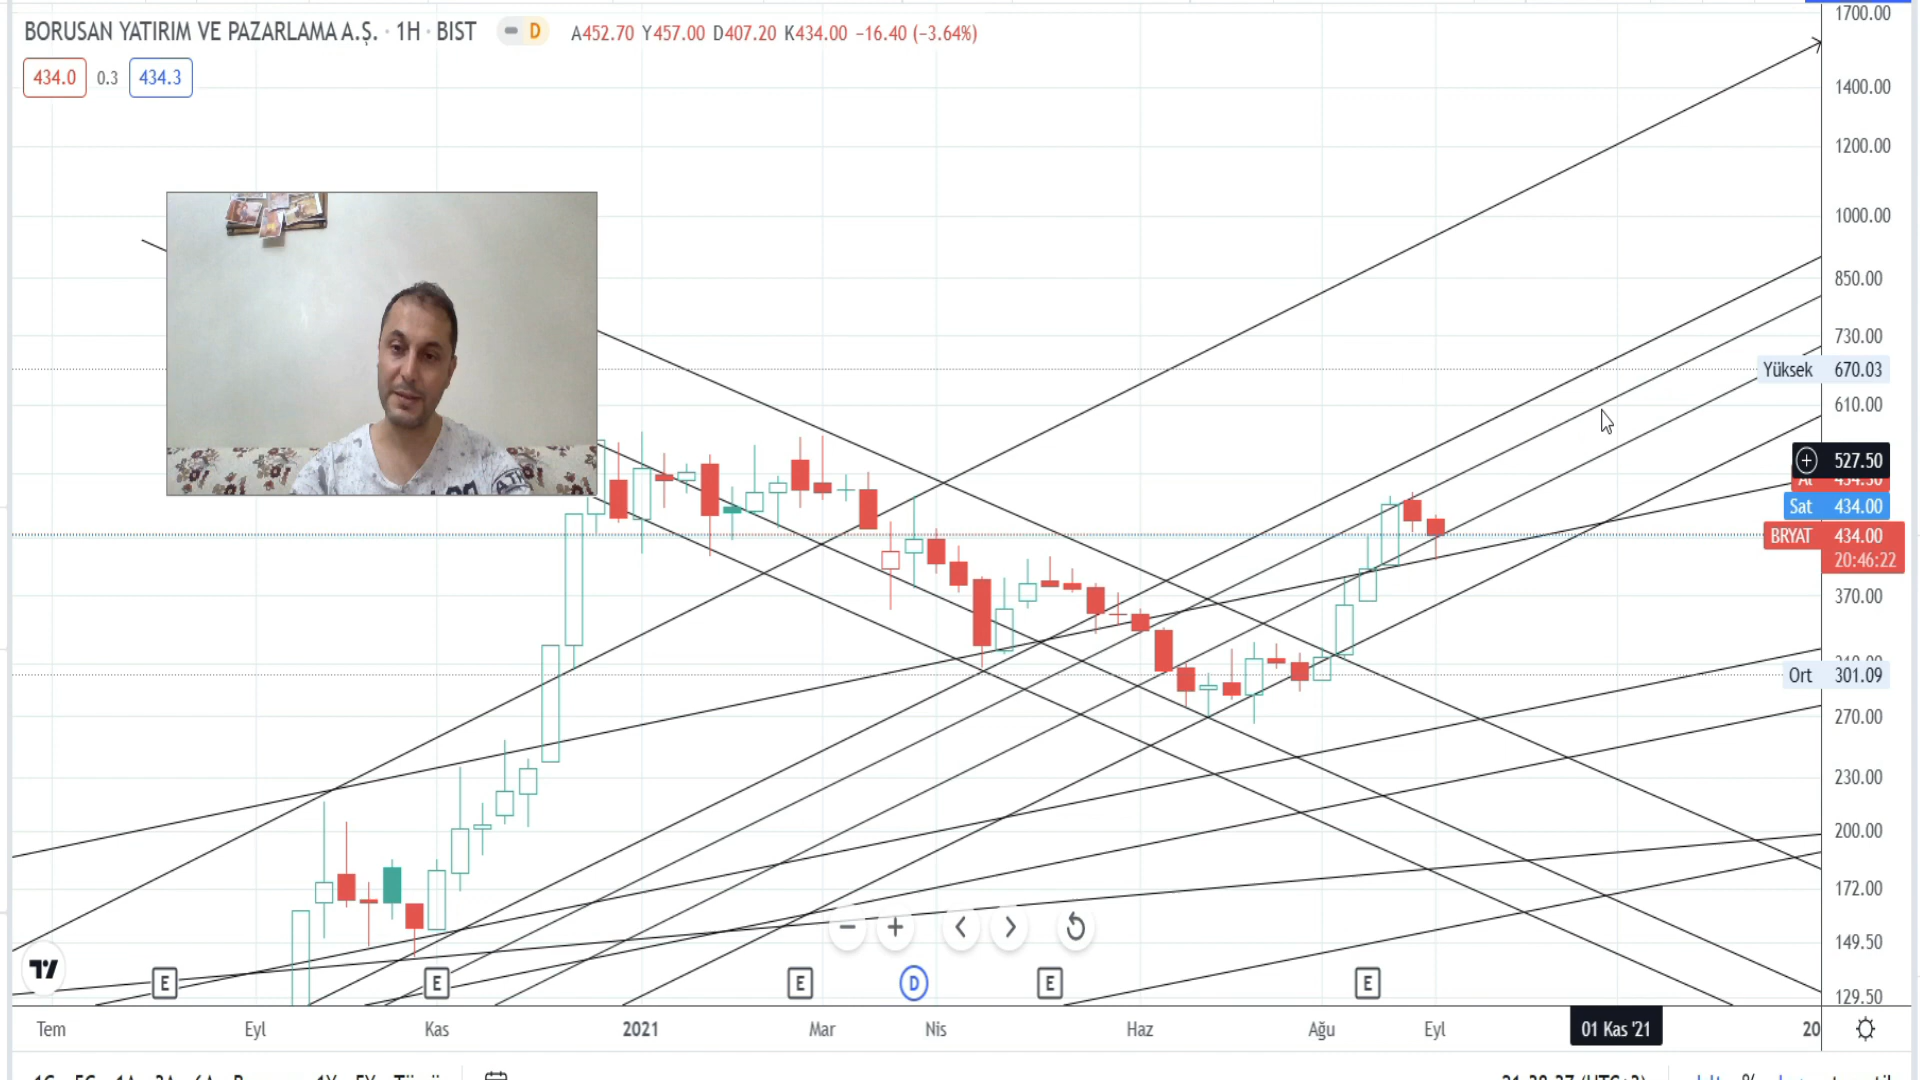 BORUSAN YATIRIM VE PAZARLAMA A.Ş. · 1H · BIST D A452.70 Y457.00 D407.20 K434.00 −16.40 (−3.64%)
434.0 0.3 434.3
1700.00
1400.00
1200.00
1000.00
850.00
730.00
Yüksek 670.03
610.00
527.50
Sat 434.00
BRYAT 434.00
20:46:22
370.00
Ort 301.09
270.00
230.00
200.00
172.00
149.50
129.50
E E E D E E
Tem Eyl Kas 2021 Mar Nis Haz Ağu Eyl 01 Kas '21 20